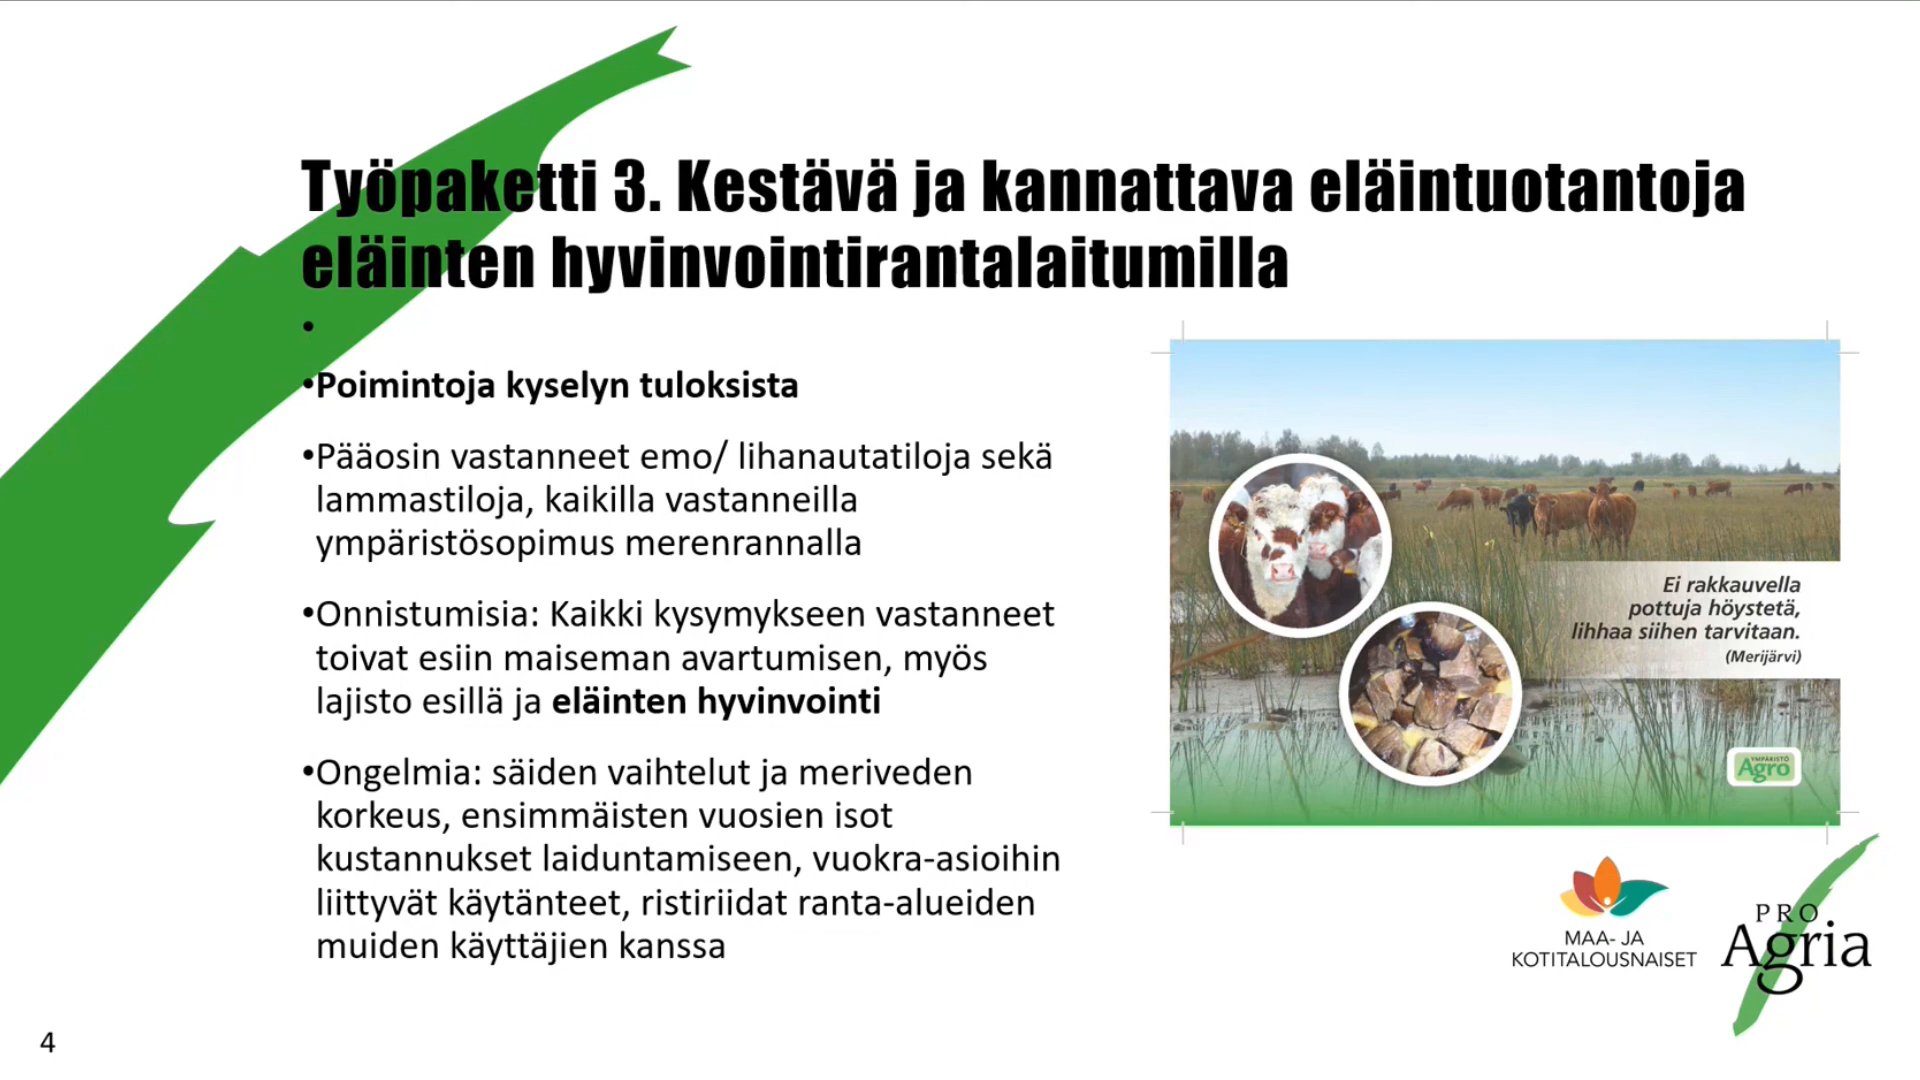 Työpaketti 3. Kestävä ja kannattava eläintuotantoja
eläinten hyvinvointirantalaitumilla
•
•Poimintoja kyselyn tuloksista
•Pääosin vastanneet emo/ lihanautatiloja sekä
lammastiloja, kaikilla vastanneilla
ympäristösopimus merenrannalla
•Onnistumisia: Kaikki kysymykseen vastanneet
toivat esiin maiseman avartumisen, myös
lajisto esillä ja eläinten hyvinvointi
•Ongelmia: säiden vaihtelut ja meriveden
korkeus, ensimmäisten vuosien isot
kustannukset laiduntamiseen, vuokra-asioihin
liittyvät käytänteet, ristiriidat ranta-alueiden
muiden käyttäjien kanssa
Ei rakkauvella
pottuja höystetä,
lihhaa siihen tarvitaan.
(Merijärvi)
YMPÄRISTÖ
Agro
MAA- JA
KOTITALOUSNAISET
PRO
Agria
4